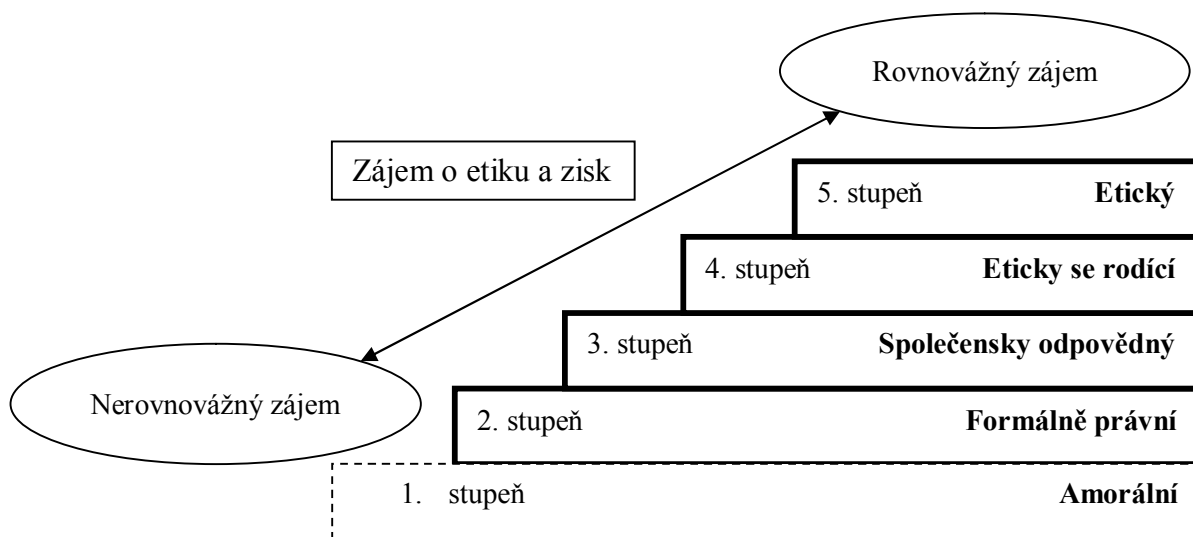 Rovnovážný zájem
Zájem o etiku a zisk
5. stupeň Etický
4. stupeň Eticky se rodící
3. stupeň Společensky odpovědný
Nerovnovážný zájem
2. stupeň Formálně právní
1. stupeň Amorální